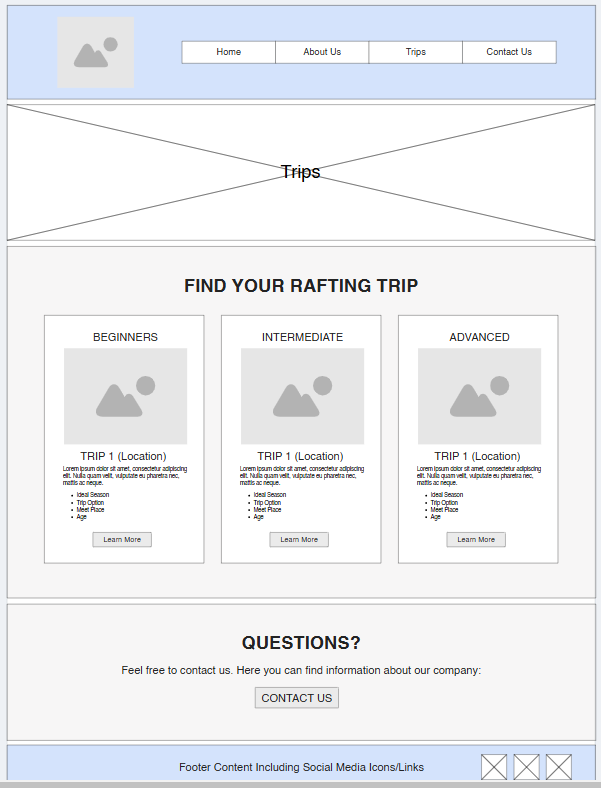 Home About Us Trips Contact Us
Trips
FIND YOUR RAFTING TRIP
BEGINNERS
TRIP 1 (Location)
Lorem ipsum dolor sit amet, consectetur adipiscing
elit. Nulla quam velit, vulputate eu pharetra nec,
mattis ac neque.
• Ideal Season
• Trip Option
• Meet Place
• Age
Learn More
INTERMEDIATE
TRIP 1 (Location)
Lorem ipsum dolor sit amet, consectetur adipiscing
elit. Nulla quam velit, vulputate eu pharetra nec,
mattis ac neque.
• Ideal Season
• Trip Option
• Meet Place
• Age
Learn More
ADVANCED
TRIP 1 (Location)
Lorem ipsum dolor sit amet, consectetur adipiscing
elit. Nulla quam velit, vulputate eu pharetra nec,
mattis ac neque.
• Ideal Season
• Trip Option
• Meet Place
• Age
Learn More
QUESTIONS?
Feel free to contact us. Here you can find information about our company:
CONTACT US
Footer Content Including Social Media Icons/Links